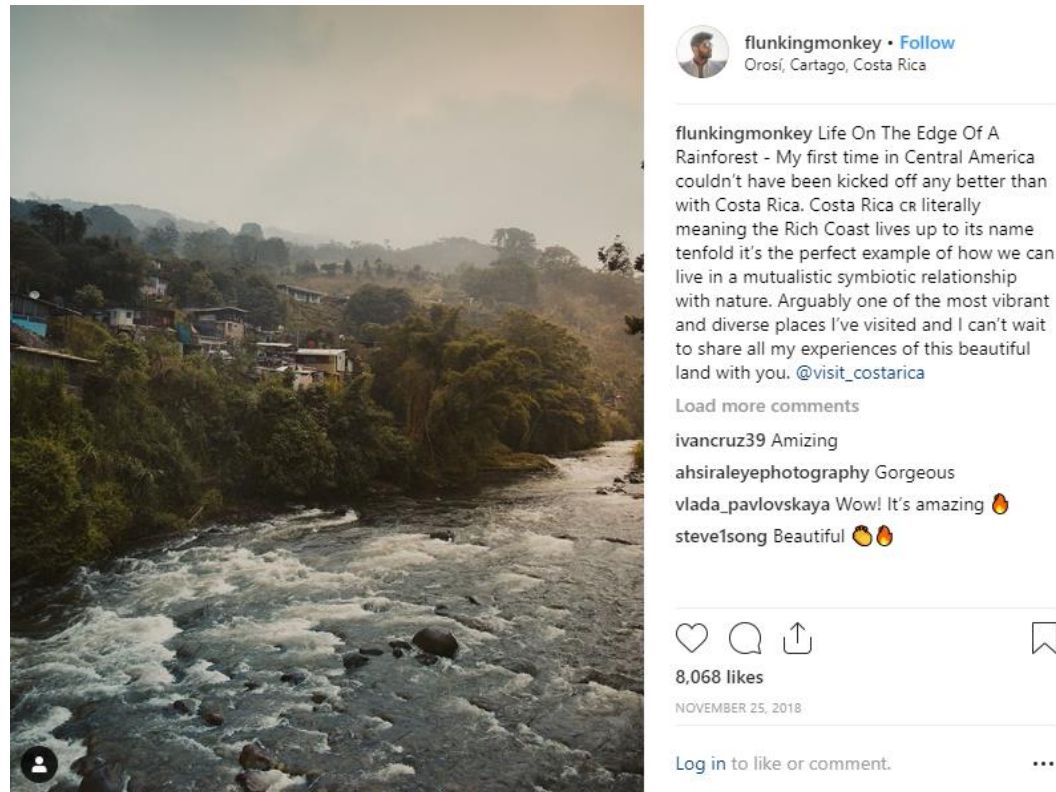 flunkingmonkey • Follow
Orosí, Cartago, Costa Rica
flunkingmonkey Life On The Edge Of A
Rainforest - My first time in Central America
couldn't have been kicked off any better than
with Costa Rica. Costa Rica CR literally
meaning the Rich Coast lives up to its name
tenfold it's the perfect example of how we can
live in a mutualistic symbiotic relationship
with nature. Arguably one of the most vibrant
and diverse places I've visited and I can't wait
to share all my experiences of this beautiful
land with you. @visit_costarica
Load more comments
ivancruz39 Amizing
ahsiraleyephotography Gorgeous
vlada_pavlovskaya Wow! It's amazing 🔥
steve1song Beautiful 👏🔥
8,068 likes
NOVEMBER 25, 2018
Log in to like or comment.